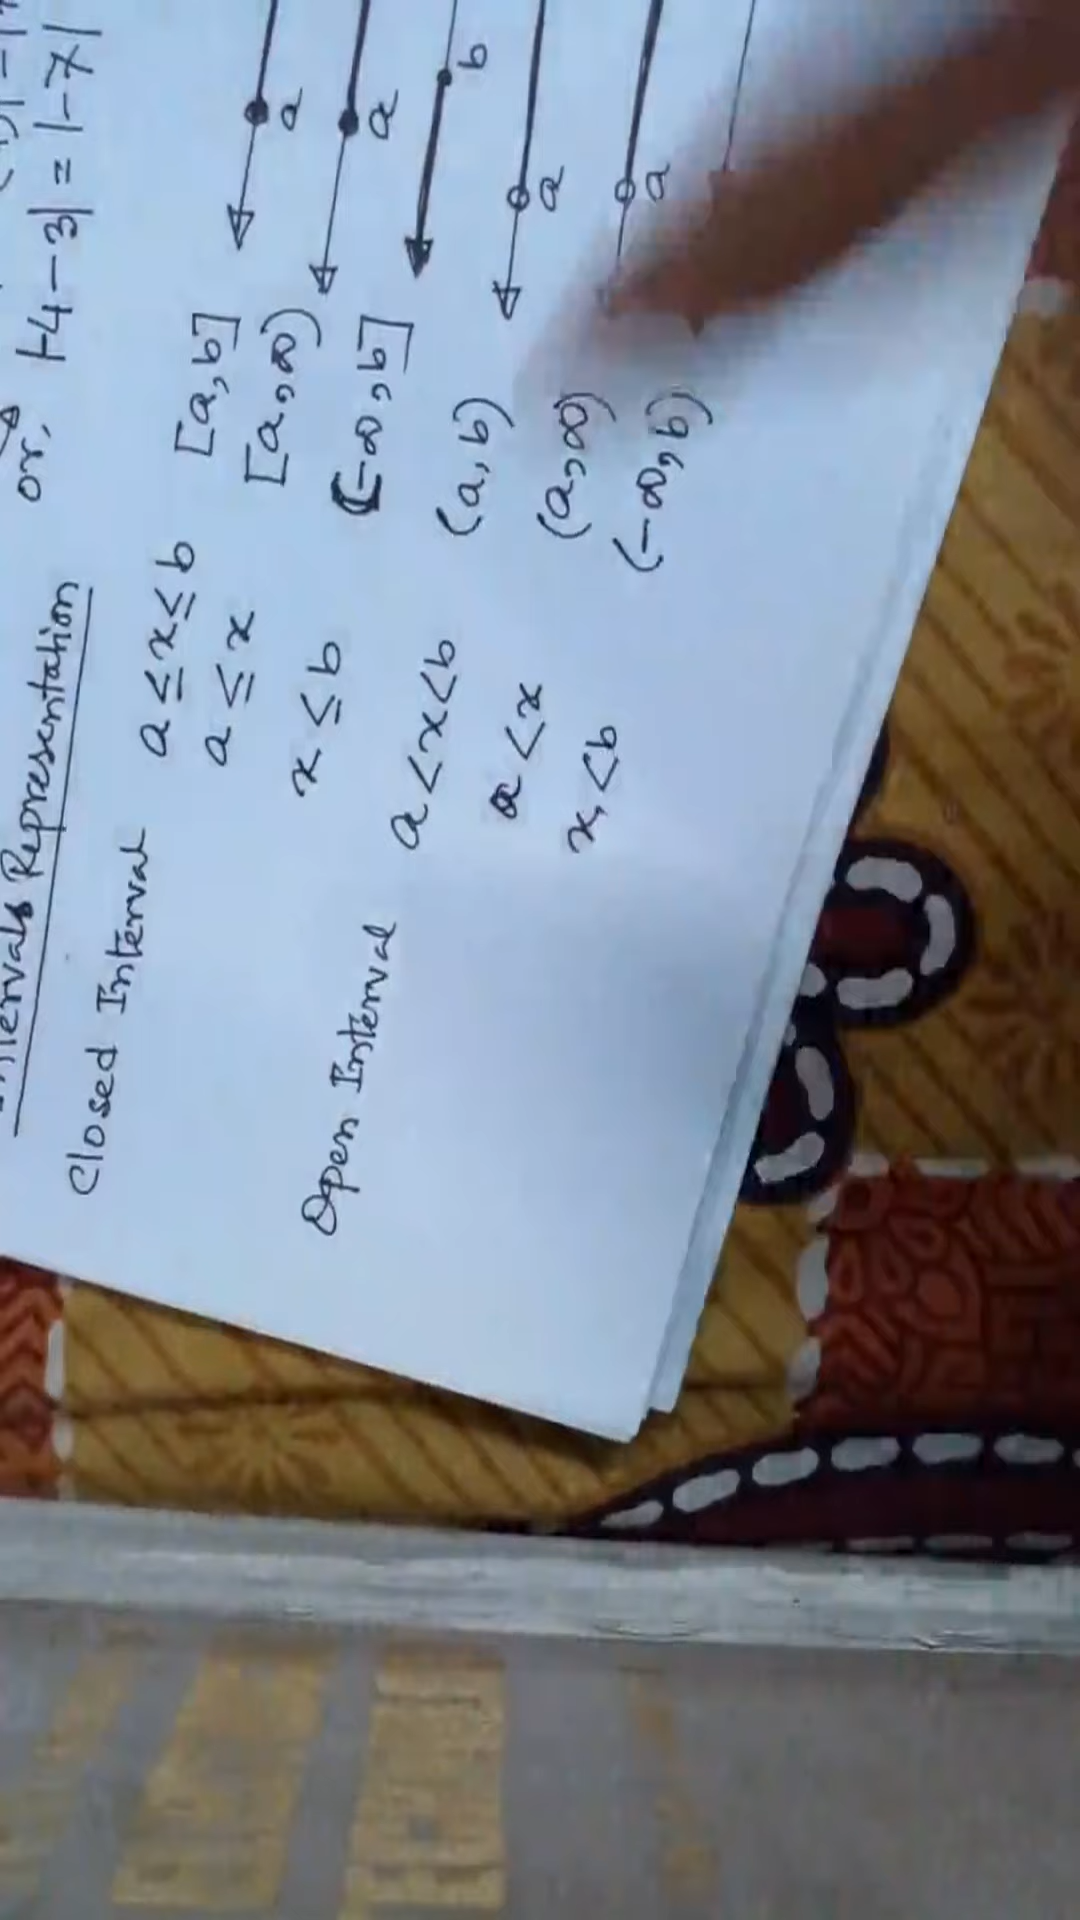 or, |-4-3| = |-7|
Intervals Representation
Closed Interval a ≤ x ≤ b [a, b] a
a ≤ x [a, ∞) a
x ≤ b (-∞, b] b
Open Interval a < x < b (a, b) a
a < x (a, ∞) a
x < b (-∞, b)